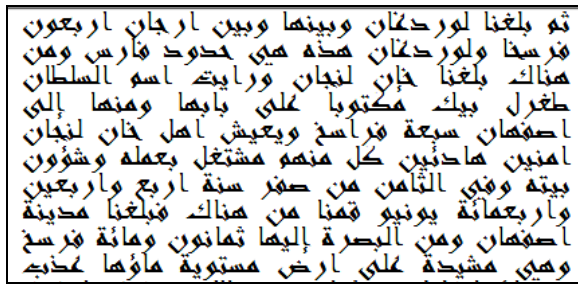 ثم بلغنا لوردغان وبينها وبين ارجان اربعون
فرسخا ولوردغان هذه هي حدود فارس ومن
هناك بلغنا خان لنجان ورايت اسم السلطان
طغرل بيك مكتوبا على بابها ومنها إلى
اصفهان سبعة فراسخ ويعيش اهل خان لنجان
امنين هادئين كل منهم مشتغل بعمله وشؤون
بيته وفي الثامن من صفر سنة اربع واربعين
واربعمائة يونيو قمنا من هناك فبلغنا مدينة
اصفهان ومن البصرة إليها ثمانون ومائة فرسخ
وهي مشيدة على ارض مستوية ماؤها عذب